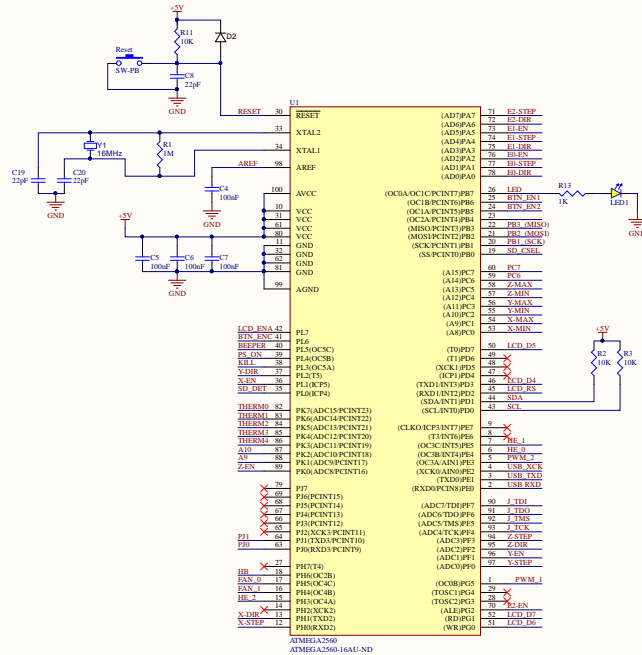 +5V
R11
10K
D2
Reset
SW-PB
C8
22pF
GND
U1
RESET 30 RESET (AD7)PA7 71 E2-STEP
(AD6)PA6 72 E2-DIR
33 XTAL2 (AD5)PA5 73 E1-EN
(AD4)PA4 74 E1-STEP
Y1 16MHz R1 1M 34 XTAL1 (AD3)PA3 75 E1-DIR
(AD2)PA2 76 E0-EN
AREF 98 AREF (AD1)PA1 77 E0-STEP
(AD0)PA0 78 E0-DIR
C19 22pF C20 22pF
GND
C4 100nF
GND
100 AVCC (OC0A/OC1C/PCINT7)PB7 26 LED R13 1K LED1 GND
(OC1B/PCINT6)PB6 25 BTN_EN1
+5V 10 VCC (OC1A/PCINT5)PB5 24 BTN_EN2
31 VCC (OC2A/PCINT4)PB4 23
61 VCC (MISO/PCINT3)PB3 22 PB3_(MISO)
80 VCC (MOSI/PCINT2)PB2 21 PB2_(MOSI)
11 GND (SCK/PCINT1)PB1 20 PB1_(SCK)
32 GND (SS/PCINT0)PB0 19 SD_CSEL
62 GND
81 GND
C5 100nF C6 100nF C7 100nF
GND
99 AGND
(A15)PC7 60 PC7
(A14)PC6 59 PC6
(A13)PC5 58 Z-MAX
(A12)PC4 57 Z-MIN
(A11)PC3 56 Y-MAX
(A10)PC2 55 Y-MIN
(A9)PC1 54 X-MAX
(A8)PC0 53 X-MIN
+5V
LCD_ENA 42 PL7
BTN_ENC 41 PL6
BEEPER 40 PL5(OC5C) (T0)PD7 50 LCD_D5
PS_ON 39 PL4(OC5B) (T1)PD6 49
KILL 38 PL3(OC5A) (XCK1)PD5 48
Y-DIR 37 PL2(T5) (ICP1)PD4 47
X-EN 36 PL1(ICP5) (TXD1/INT3)PD3 46 LCD_D4
SD_DET 35 PL0(ICP4) (RXD1/INT2)PD2 45 LCD_RS
(SDA/INT1)PD1 44 SDA
(SCL/INT0)PD0 43 SCL
R2 10K R3 10K
THERM0 82 PK7(ADC15/PCINT23)
THERM1 83 PK6(ADC14/PCINT22)
THERM2 84 PK5(ADC13/PCINT21) (CLKO/ICP3/INT7)PE7 9
THERM3 85 PK4(ADC12/PCINT20) (T3/INT6)PE6 8
THERM4 86 PK3(ADC11/PCINT19) (OC3C/INT5)PE5 7 HE_1
A10 87 PK2(ADC10/PCINT18) (OC3B/INT4)PE4 6 HE_0
A9 88 PK1(ADC9/PCINT17) (OC3A/AIN1)PE3 5 PWM_2
Z-EN 89 PK0(ADC8/PCINT16) (XCK0/AIN0)PE2 4 USB_XCK
(TXD0)PE1 3 USB_TXD
(RXD0/PCIN8)PE0 2 USB RXD
79 PJ7
69 PJ6(PCINT15)
68 PJ5(PCINT14) (ADC7/TDI)PF7 90 J_TDI
67 PJ4(PCINT13) (ADC6/TDO)PF6 91 J_TDO
66 PJ3(PCINT12) (ADC5/TMS)PF5 92 J_TMS
65 PJ2(XCK3/PCINT11) (ADC4/TCK)PF4 93 J_TCK
PJ1 64 PJ1(TXD3/PCINT10) (ADC3)PF3 94 Z-STEP
PJ0 63 PJ0(RXD3/PCINT9) (ADC2)PF2 95 Z-DIR
(ADC1)PF1 96 Y-EN
(ADC0)PF0 97 Y-STEP
27 PH7(T4)
HB 18 PH6(OC2B)
FAN_0 17 PH5(OC4C) (OC0B)PG5 1 PWM_1
FAN_1 16 PH4(OC4B) (TOSC1)PG4 29
HE_2 15 PH3(OC4A) (TOSC2)PG3 28
14 PH2(XCK2) (ALE)PG2 70 E2-EN
X-DIR 13 PH1(TXD2) (RD)PG1 52 LCD_D7
X-STEP 12 PH0(RXD2) (WR)PG0 51 LCD_D6
ATMEGA2560
ATMEGA2560-16AU-ND